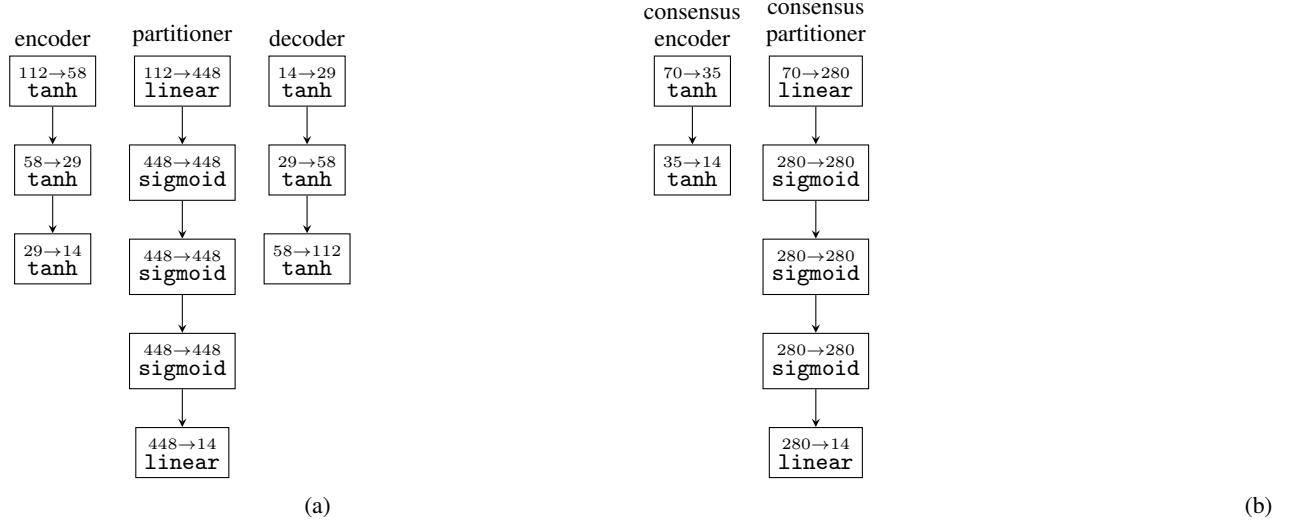 encoder
112→58
tanh
58→29
tanh
29→14
tanh
partitioner
112→448
linear
448→448
sigmoid
448→448
sigmoid
448→448
sigmoid
448→14
linear
decoder
14→29
tanh
29→58
tanh
58→112
tanh
(a)
consensus
encoder
70→35
tanh
35→14
tanh
consensus
partitioner
70→280
linear
280→280
sigmoid
280→280
sigmoid
280→280
sigmoid
280→14
linear
(b)